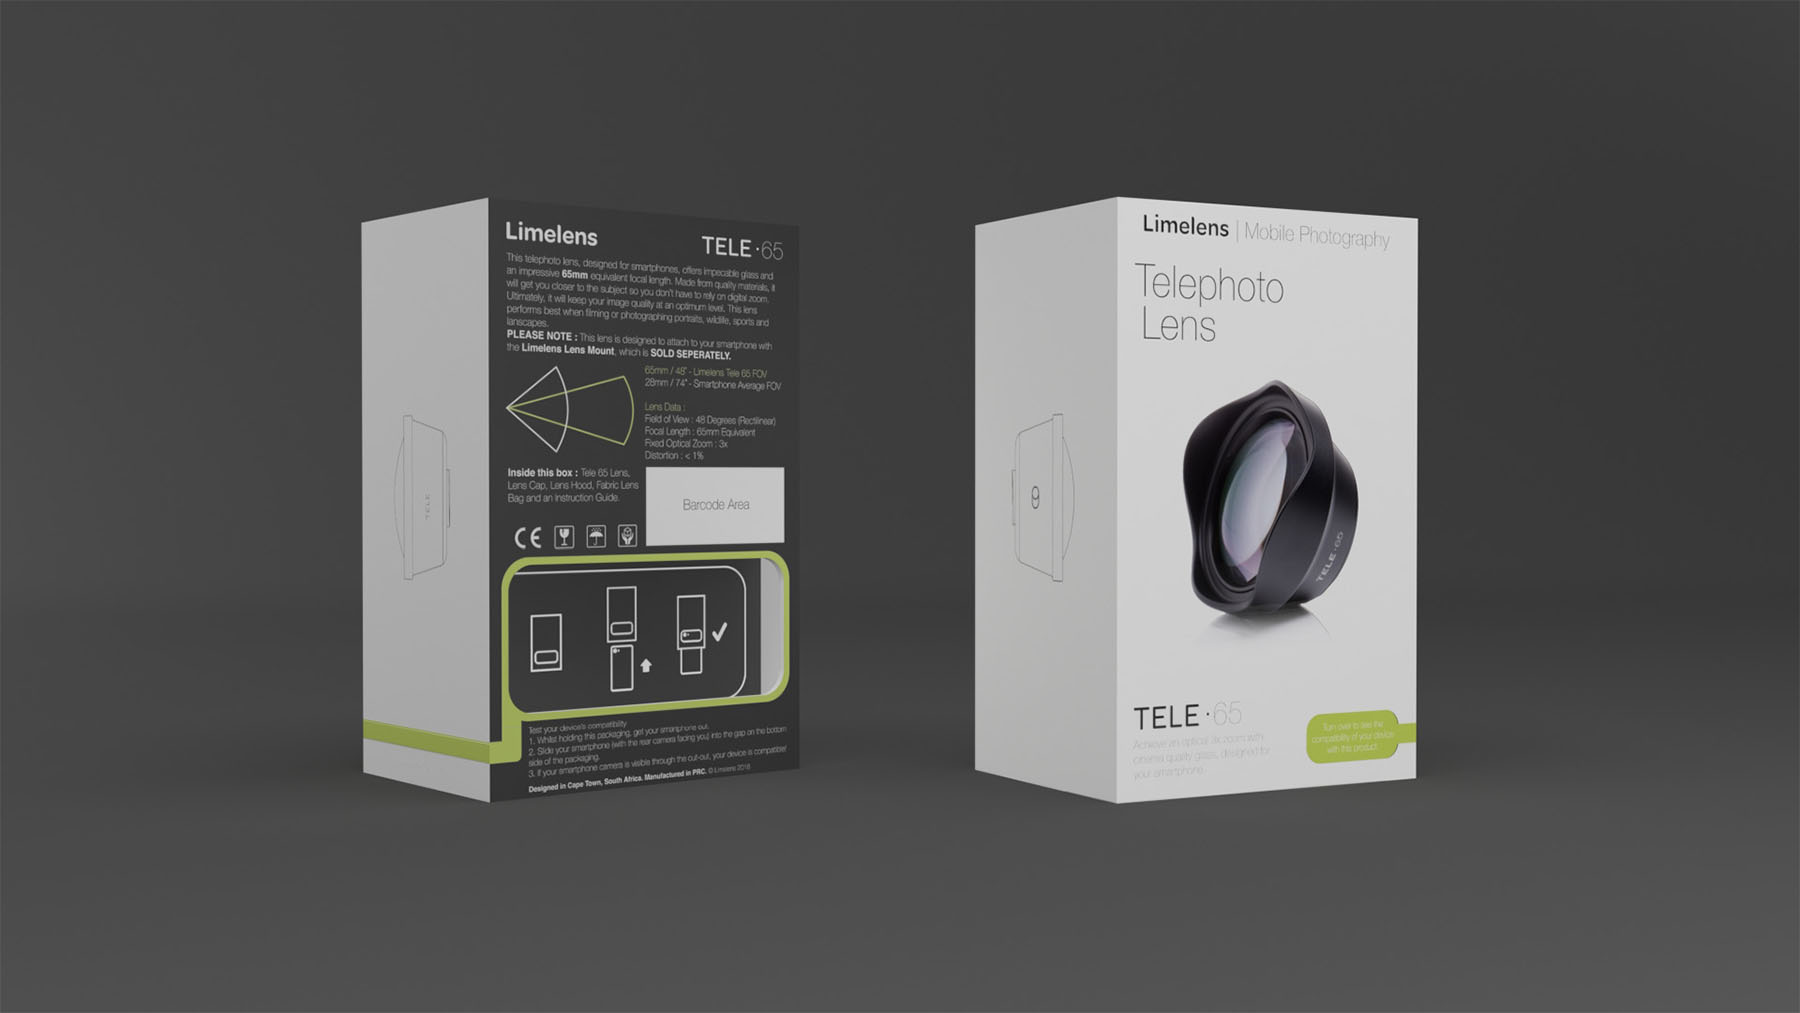 Limelens
TELE · 65
This telephoto lens, designed for smartphones, offers impecable glass and
an impressive 65mm equivalent focal length. Made from quality materials, it
will get you closer to the subject so you don't have to rely on digital zoom.
Ultimately, it will keep your image quality at an optimum level. This lens
performs best when filming or photographing portraits, wildlife, sports and
lanscapes.
PLEASE NOTE : This lens is designed to attach to your smartphone with
the Limelens Lens Mount, which is SOLD SEPERATELY.
65mm / 48° - Limelens Tele 65 FOV
28mm / 74° - Smartphone Average FOV
Lens Data :
Field of View : 48 Degrees (Rectilinear)
Focal Length : 65mm Equivalent
Fixed Optical Zoom : 3x
Distortion : < 1%
Inside this box : Tele 65 Lens,
Lens Cap, Lens Hood, Fabric Lens
Bag and an Instruction Guide.
Barcode Area
CE
Test your device's compatibility
1. Whilst holding this packaging, get your smartphone out.
2. Slide your smartphone (with the rear camera facing you) into the gap on the bottom
side of the packaging.
3. If your smartphone camera is visible through the cut-out, your device is compatible!
Designed in Cape Town, South Africa. Manufactured in PRC. © Limelens 2018
TELE
Limelens | Mobile Photography
Telephoto
Lens
TELE · 65
TELE · 65
Achieve an optical 3x zoom with
cinema quality glass, designed for
your smartphone.
Turn over to see the
compatibility of your device
with this product.